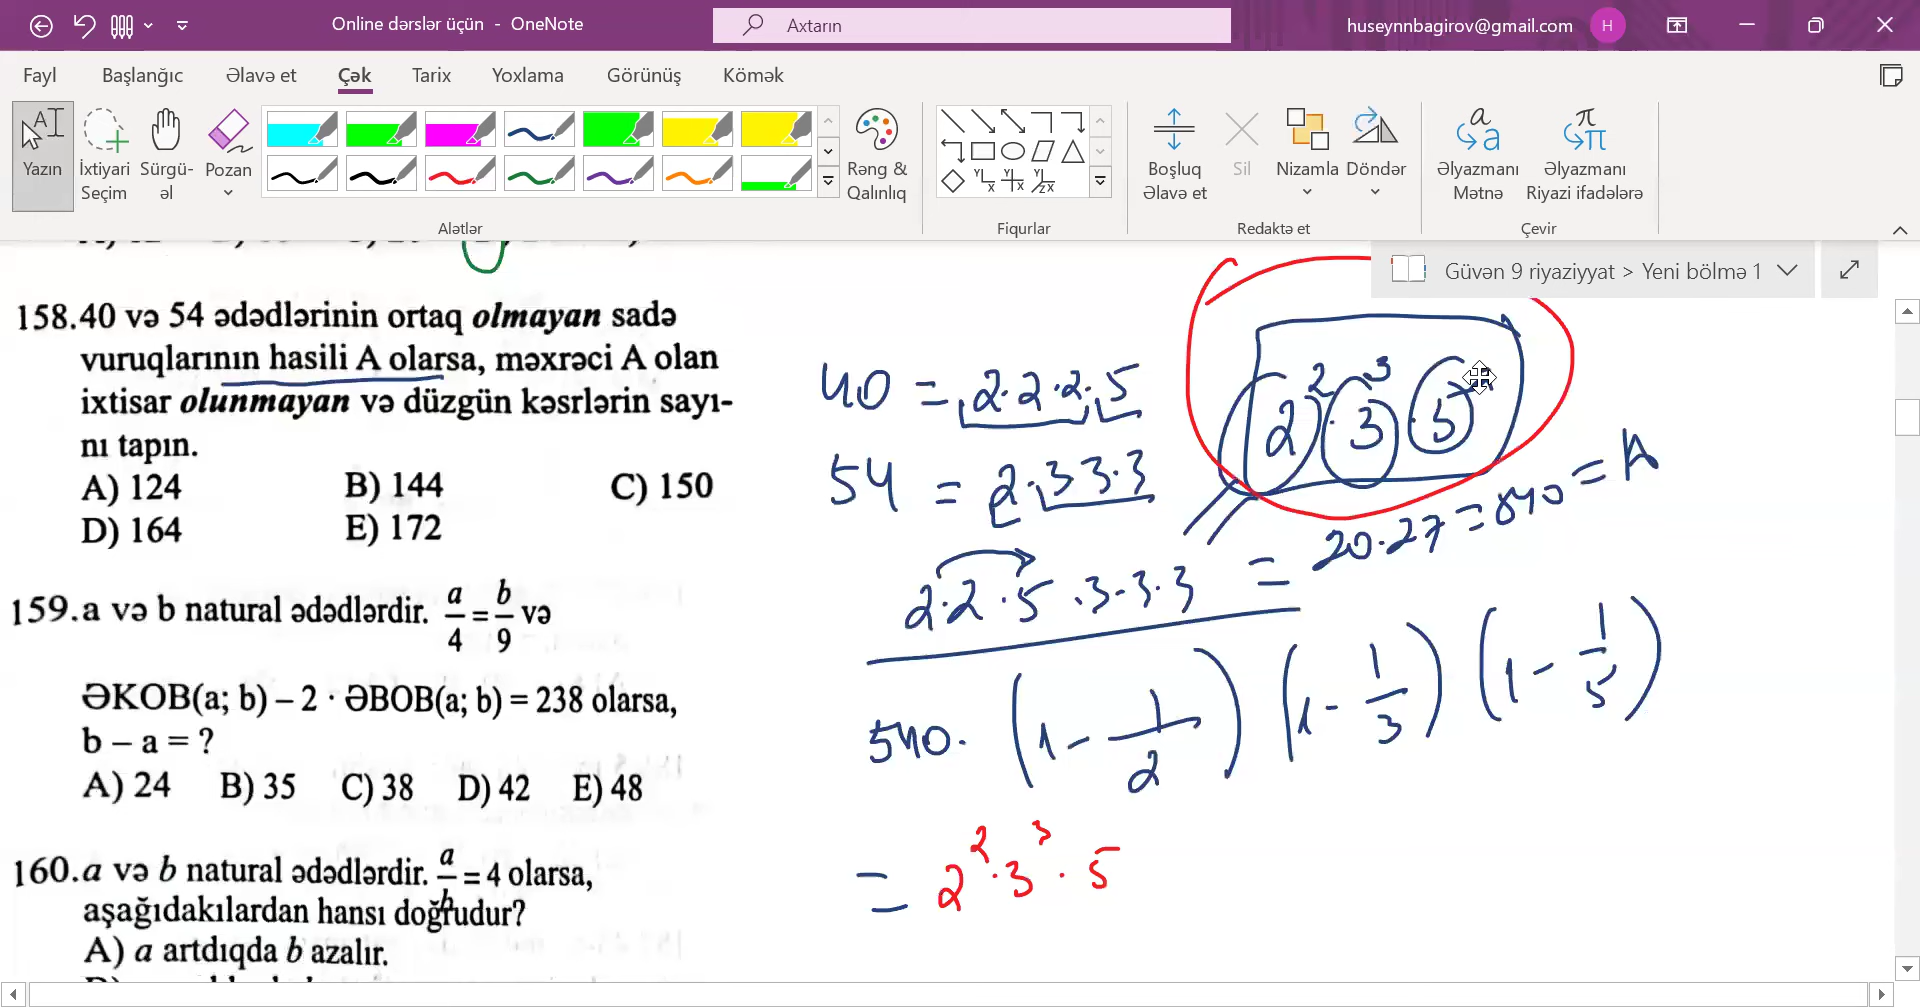 Online dərslər üçün - OneNote
Axtarın
huseynnbagirov@gmail.com
H
Fayl Başlanğıc Əlavə et Çək Tarix Yoxlama Görünüş Kömək
Yazın
İxtiyari Seçim
Sürgü-əl
Pozan
Rəng & Qalınlıq
Boşluq Əlavə et
Sil
Nizamla
Döndər
Əlyazmanı Mətnə
Əlyazmanı Riyazi ifadələrə
Alətlər
Fiqurlar
Redaktə et
Çevir
Güvən 9 riyaziyyat > Yeni bölmə 1
158. 40 və 54 ədədlərinin ortaq olmayan sadə
vuruqlarının hasili A olarsa, məxrəci A olan
ixtisar olunmayan və düzgün kəsrlərin sayı-
nı tapın.
A) 124 B) 144 C) 150
D) 164 E) 172
159. a və b natural ədədlərdir. a/4 = b/9 və
ƏKOB(a; b) – 2 · ƏBOB(a; b) = 238 olarsa,
b – a = ?
A) 24 B) 35 C) 38 D) 42 E) 48
160. a və b natural ədədlərdir. a/b = 4 olarsa,
aşağıdakılardan hansı doğrudur?
A) a artdıqda b azalır.
40 = 2·2·2·5
54 = 2·3·3·3
2² · 3³ · 5
2·2·5·3·3·3 = 20·27 = 540 = A
540 · (1 - 1/2) (1 - 1/3) (1 - 1/5)
= 2² · 3³ · 5